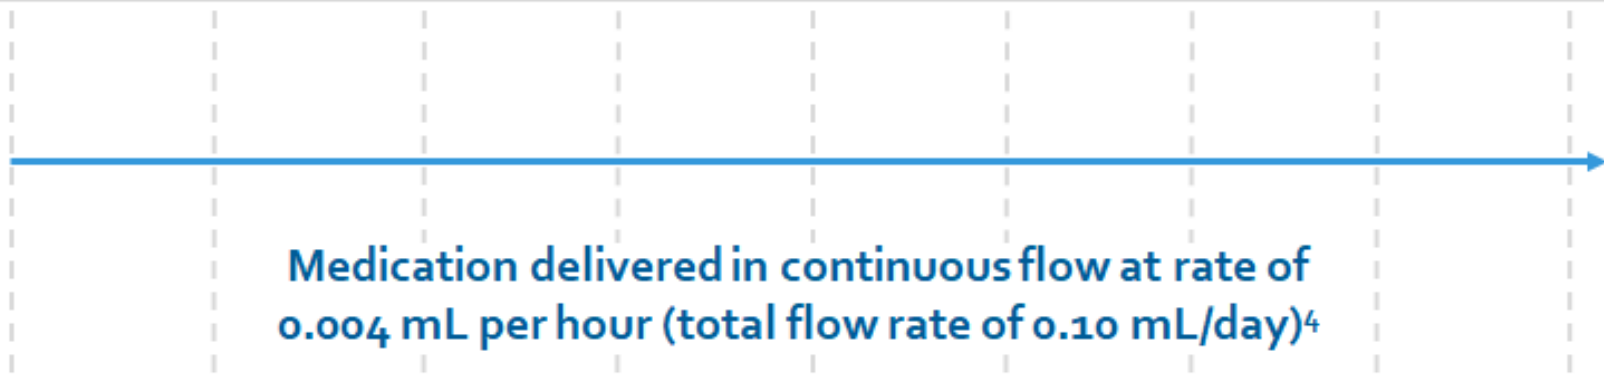 Medication delivered in continuous flow at rate of
0.004 mL per hour (total flow rate of 0.10 mL/day)⁴